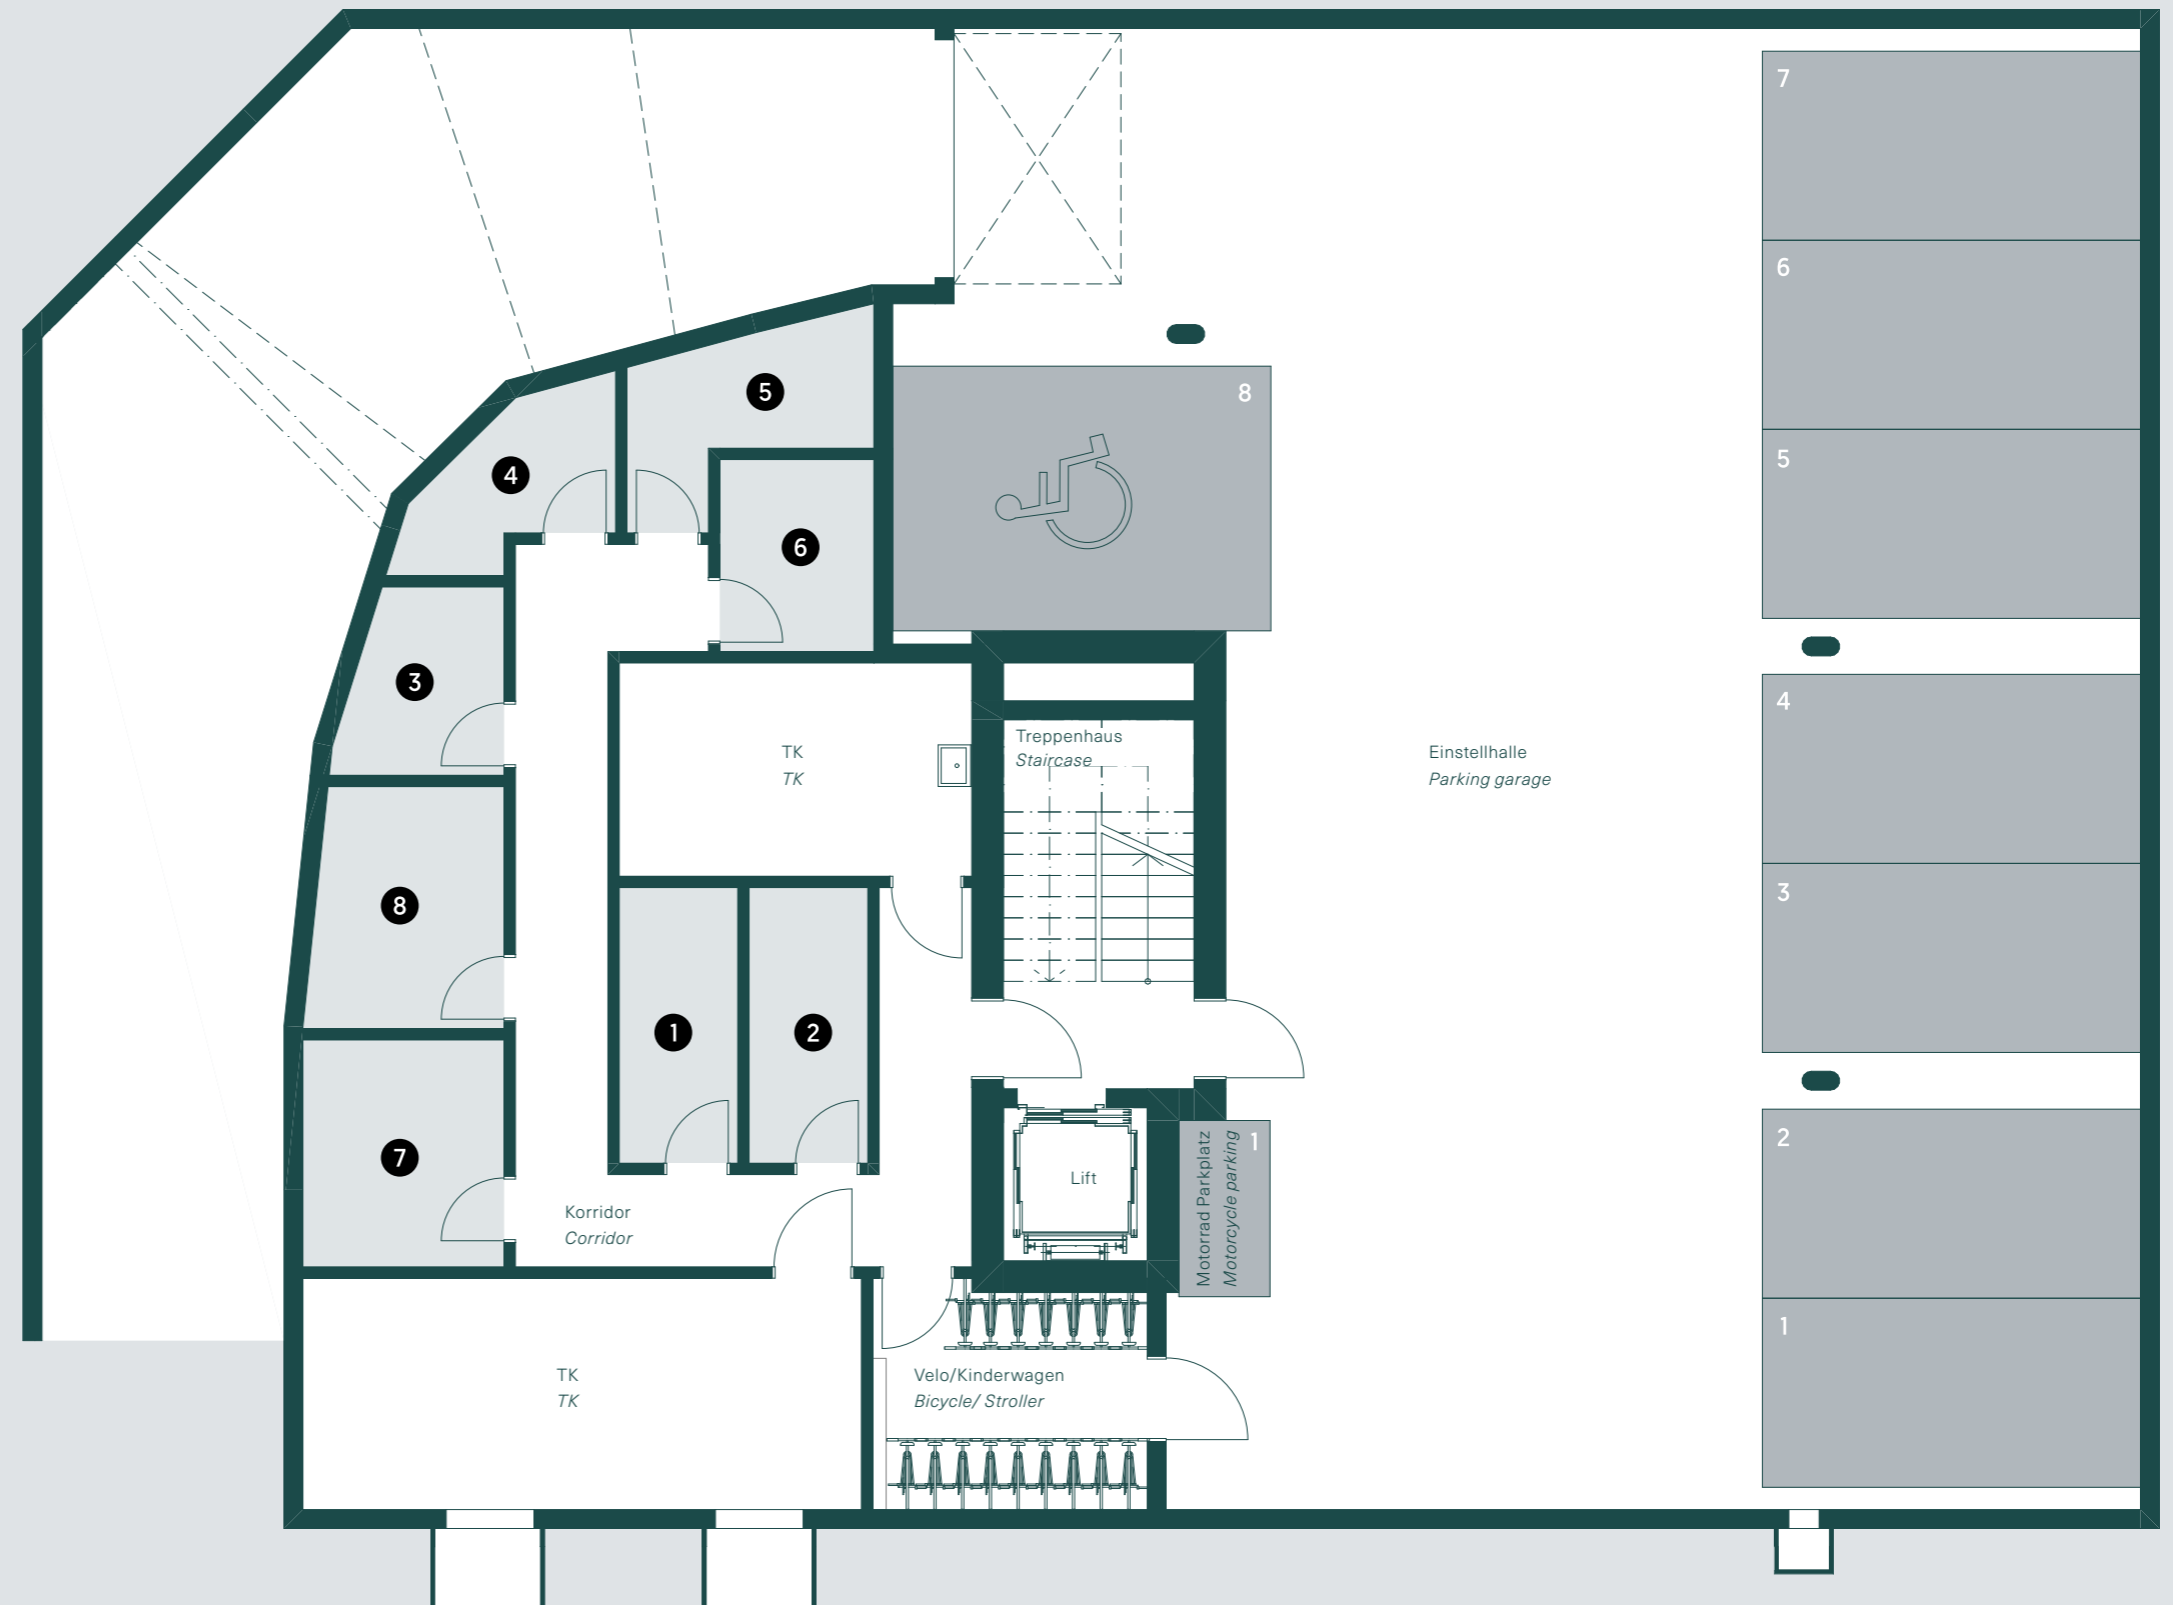 7
6
5
8
5
4
6
3
4
TK
TK
Treppenhaus
Staircase
Einstellhalle
Parking garage
8
3
1
2
7
Korridor
Corridor
Lift
Motorrad Parkplatz
Motorcycle parking
1
2
1
TK
TK
Velo/Kinderwagen
Bicycle/ Stroller